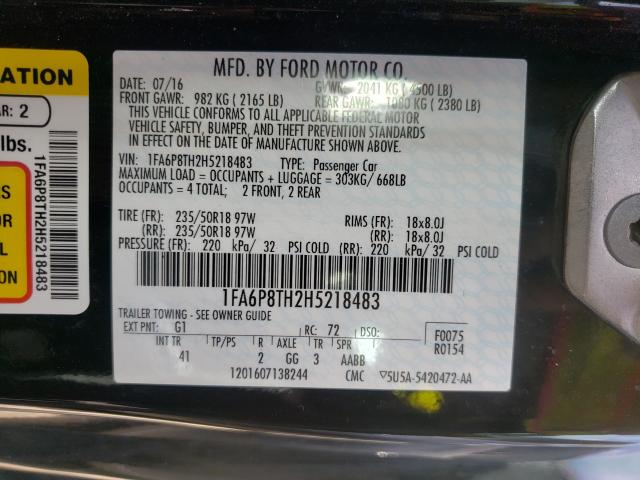 ATION
AR: 2
lbs.
S
OR
L
TION
1FA6P8TH2H5218483
MFD. BY FORD MOTOR CO.
DATE: 07/16 GVWR: 2041 KG ( 4500 LB)
FRONT GAWR: 982 KG ( 2165 LB) REAR GAWR: 1080 KG ( 2380 LB)
THIS VEHICLE CONFORMS TO ALL APPLICABLE FEDERAL MOTOR
VEHICLE SAFETY, BUMPER, AND THEFT PREVENTION STANDARDS
IN EFFECT ON THE DATE OF MANUFACTURE SHOWN ABOVE.
VIN: 1FA6P8TH2H5218483 TYPE: Passenger Car
MAXIMUM LOAD = OCCUPANTS + LUGGAGE = 303KG/ 668LB
OCCUPANTS = 4 TOTAL; 2 FRONT, 2 REAR
TIRE (FR): 235/50R18 97W RIMS (FR): 18x8.0J
(RR): 235/50R18 97W (RR): 18x8.0J
PRESSURE (FR): 220 kPa/ 32 PSI COLD (RR): 220 kPa/ 32 PSI COLD
1FA6P8TH2H5218483
TRAILER TOWING - SEE OWNER GUIDE
EXT PNT: G1 RC: 72 DSO: F0075
INT TR TP/PS R AXLE TR SPR R0154
41 2 GG 3 AABB
1201607138244 CMC ▽5U5A-5420472-AA